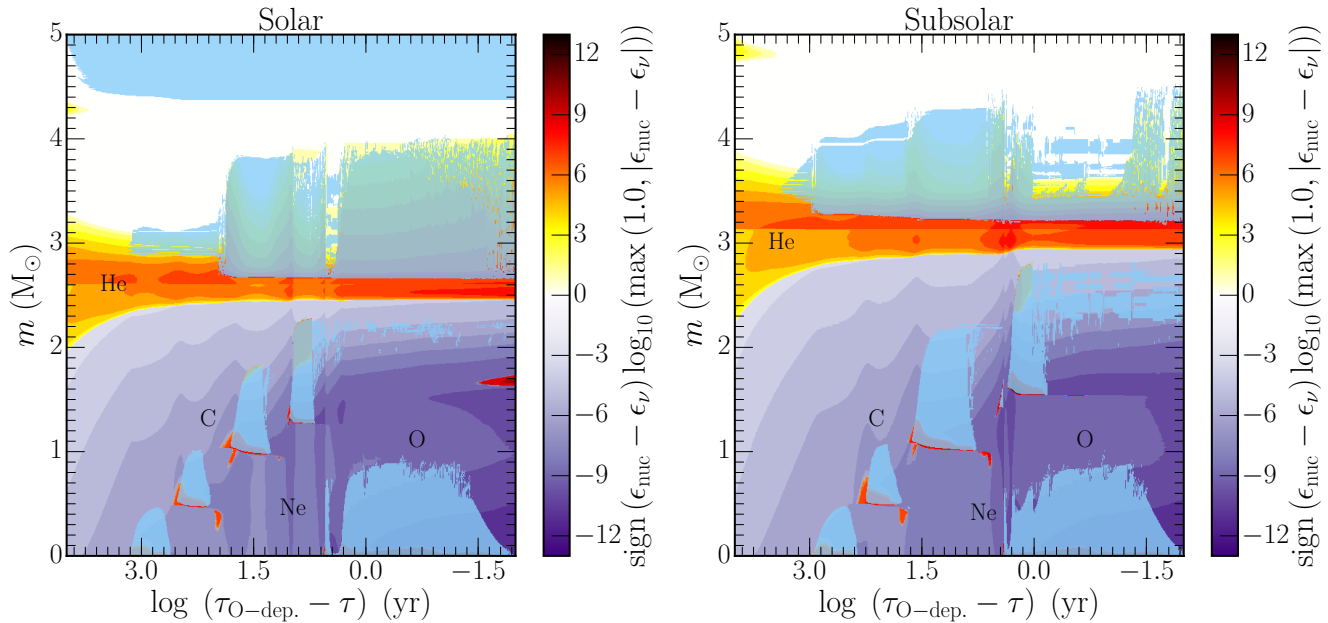 Solar
5
4
3
2
1
0
m (M⊙)
He
C
Ne
O
3.0 1.5 0.0 −1.5
log (τO−dep. − τ) (yr)
12
9
6
3
0
−3
−6
−9
−12
sign (ϵnuc − ϵν) log10 (max (1.0, |ϵnuc − ϵν|))
Subsolar
5
4
3
2
1
0
m (M⊙)
He
C
Ne
O
3.0 1.5 0.0 −1.5
log (τO−dep. − τ) (yr)
12
9
6
3
0
−3
−6
−9
−12
sign (ϵnuc − ϵν) log10 (max (1.0, |ϵnuc − ϵν|))